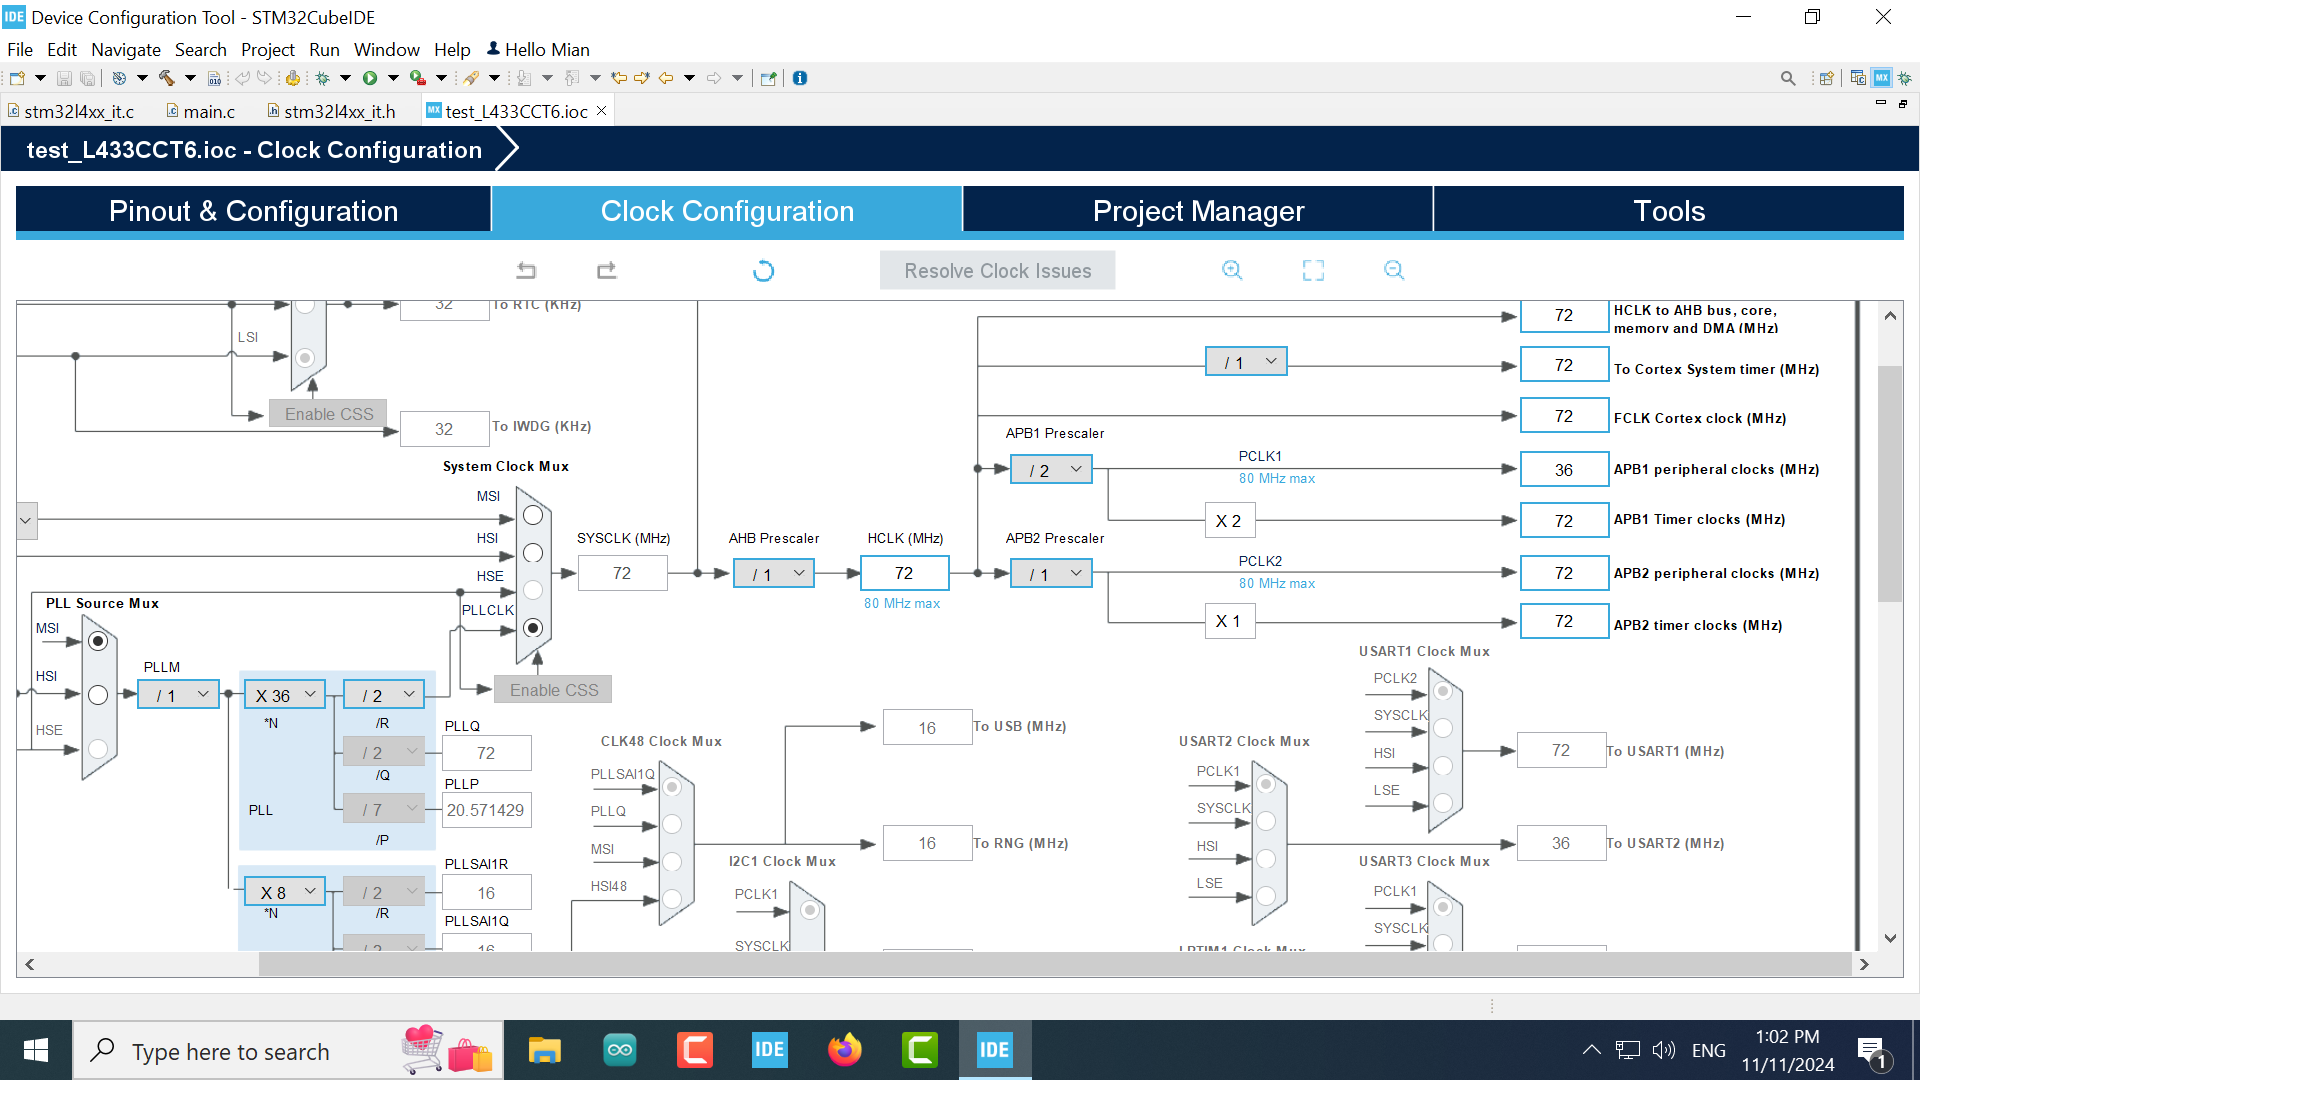 IDE Device Configuration Tool - STM32CubeIDE
File Edit Navigate Search Project Run Window Help Hello Mian
stm32l4xx_it.c main.c stm32l4xx_it.h MX test_L433CCT6.ioc
test_L433CCT6.ioc - Clock Configuration
Pinout & Configuration Clock Configuration Project Manager Tools
Resolve Clock Issues
32 To RTC (KHz)
72 HCLK to AHB bus, core,
memory and DMA (MHz)
LSI
/ 1 72 To Cortex System timer (MHz)
Enable CSS
32 To IWDG (KHz)
72 FCLK Cortex clock (MHz)
APB1 Prescaler
/ 2 PCLK1
80 MHz max
36 APB1 peripheral clocks (MHz)
System Clock Mux
MSI
X 2 72 APB1 Timer clocks (MHz)
HSI SYSCLK (MHz) AHB Prescaler HCLK (MHz) APB2 Prescaler
HSE 72 / 1 72 / 1 PCLK2
80 MHz max 80 MHz max
72 APB2 peripheral clocks (MHz)
PLL Source Mux PLLCLK
X 1 72 APB2 timer clocks (MHz)
MSI
USART1 Clock Mux
HSI PLLM
/ 1 X 36 / 2 Enable CSS
PCLK2
*N /R PLLQ
HSE / 2 72
/Q
PLLP
PLL / 7 20.571429
/P
SYSCLK
HSI
LSE
72 To USART1 (MHz)
CLK48 Clock Mux
PLLSAI1Q
PLLQ
MSI
HSI48
16 To USB (MHz)
16 To RNG (MHz)
USART2 Clock Mux
PCLK1
SYSCLK
HSI
LSE
36 To USART2 (MHz)
I2C1 Clock Mux
PCLK1
SYSCLK
USART3 Clock Mux
PCLK1
SYSCLK
PLLSAI1R
X 8 / 2 16
*N /R
PLLSAI1Q
/ 2 16
LPTIM1 Clock Mux
Type here to search
IDE IDE
ENG
1:02 PM
11/11/2024
1